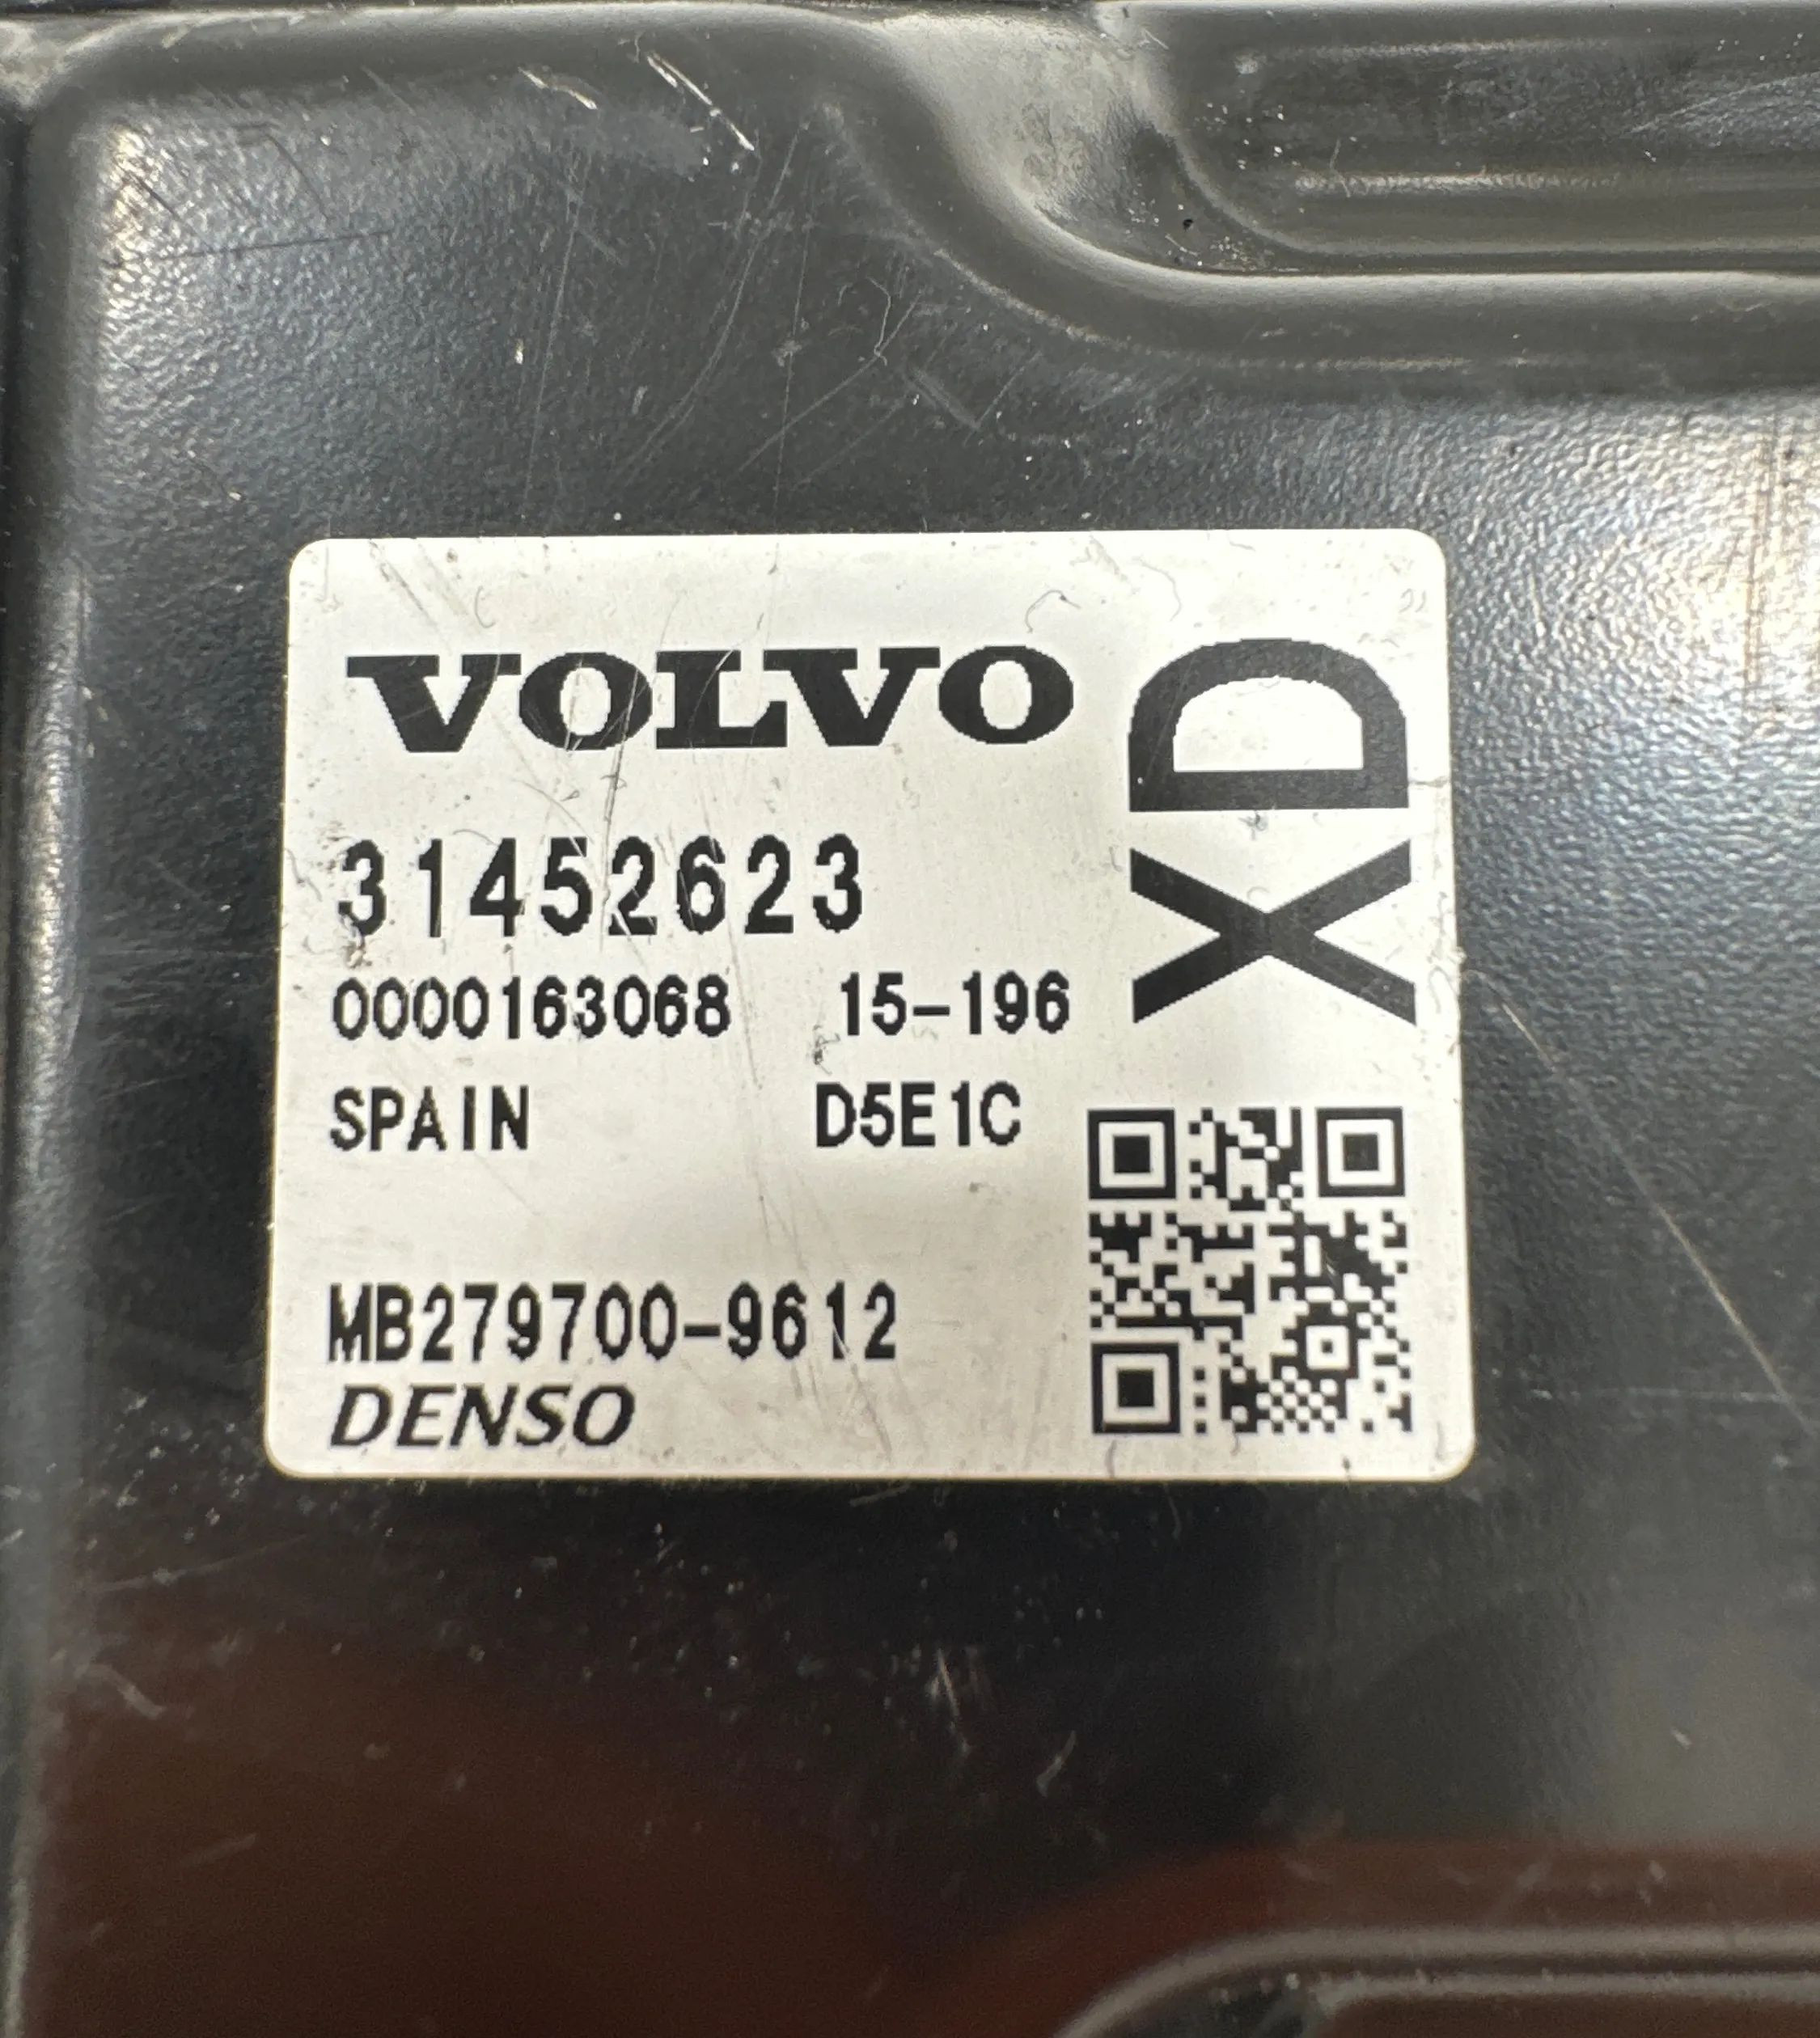 VOLVO
XD
31452623
0000163068 15-196
SPAIN D5E1C
MB279700-9612
DENSO